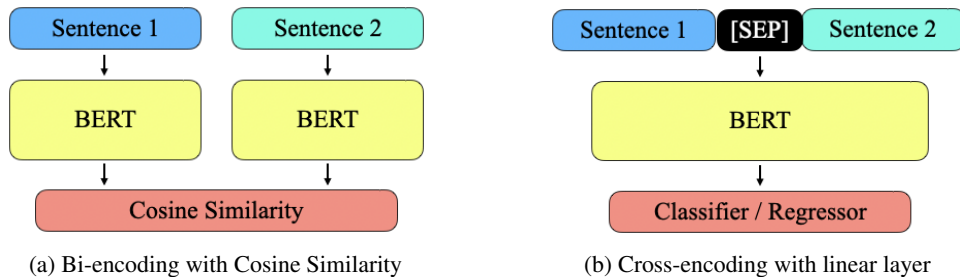 Sentence 1
Sentence 2
BERT
BERT
Cosine Similarity
(a) Bi-encoding with Cosine Similarity
Sentence 1 [SEP] Sentence 2
BERT
Classifier / Regressor
(b) Cross-encoding with linear layer